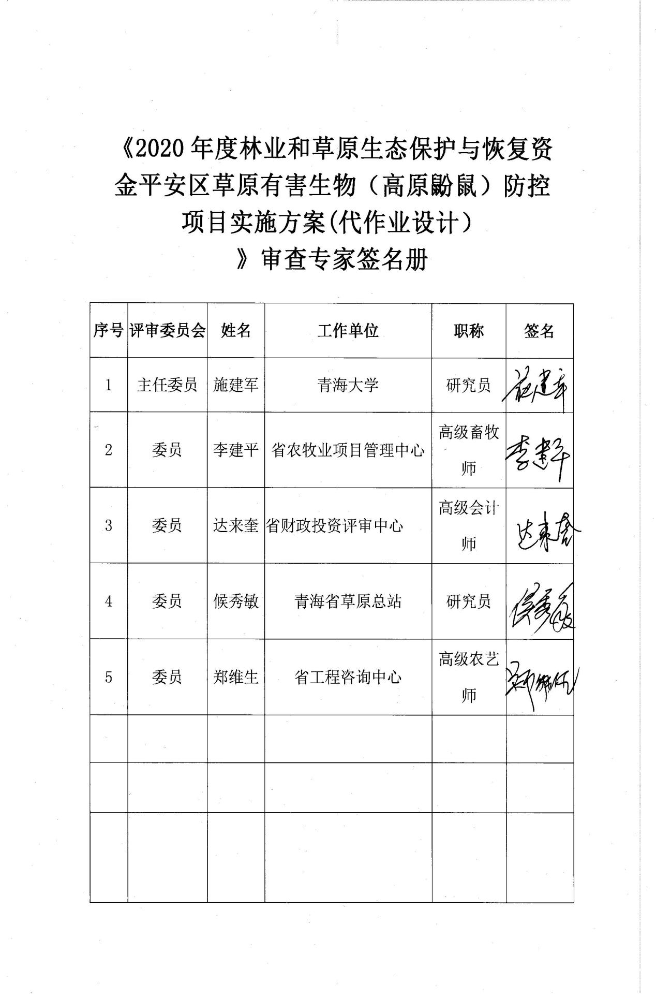 《2020 年度林业和草原生态保护与恢复资
金平安区草原有害生物（高原鼢鼠）防控
项目实施方案(代作业设计）
》审查专家签名册
序号 评审委员会 姓名 工作单位 职称 签名
1 主任委员 施建军 青海大学 研究员 施建军
2 委员 李建平 省农牧业项目管理中心 高级畜牧师 李建平
3 委员 达来奎 省财政投资评审中心 高级会计师 达来奎
4 委员 候秀敏 青海省草原总站 研究员 侯秀敏
5 委员 郑维生 省工程咨询中心 高级农艺师 郑维生